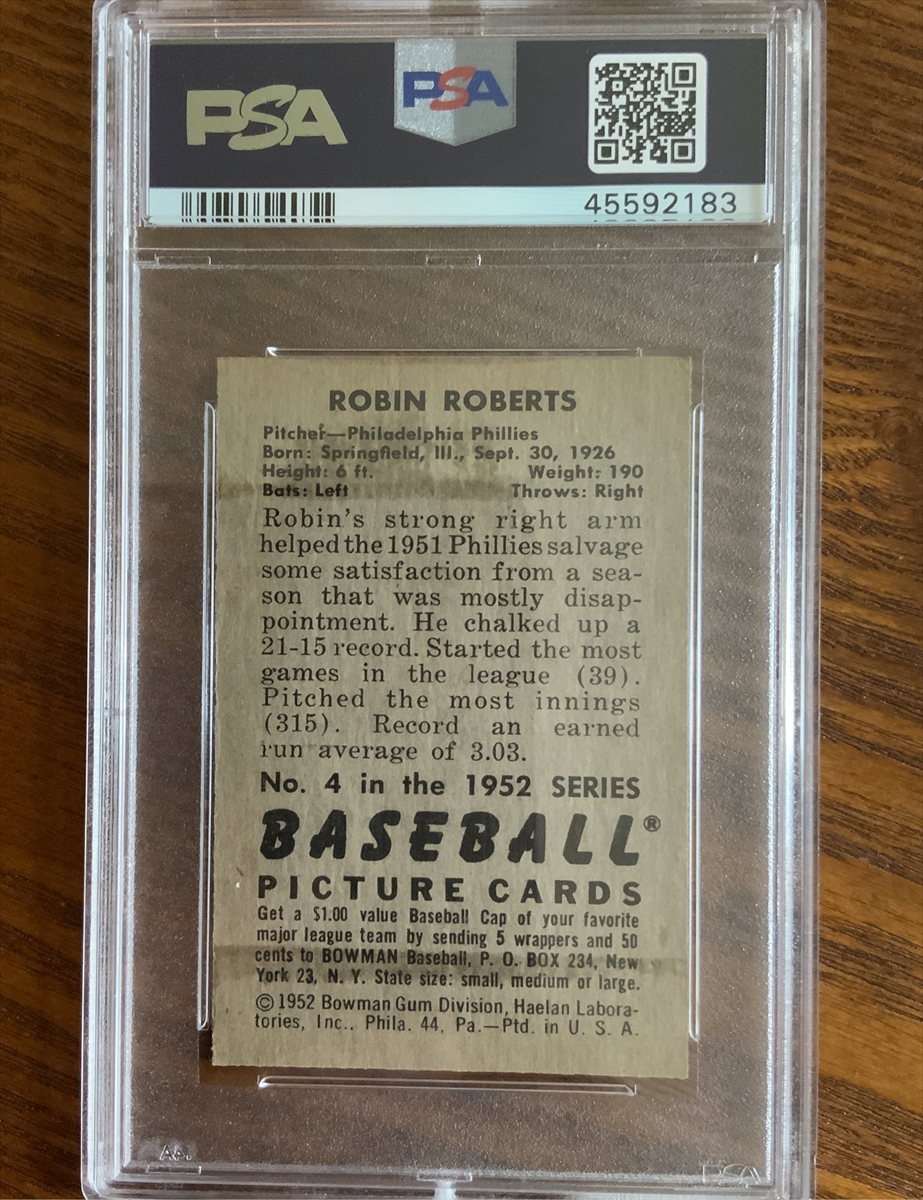 PSA
PSA
45592183
ROBIN ROBERTS
Pitcher—Philadelphia Phillies
Born: Springfield, Ill., Sept. 30, 1926
Height: 6 ft. Weight: 190
Bats: Left Throws: Right
Robin's strong right arm
helped the 1951 Phillies salvage
some satisfaction from a sea-
son that was mostly disap-
pointment. He chalked up a
21-15 record. Started the most
games in the league (39).
Pitched the most innings
(315). Record an earned
run average of 3.03.
No. 4 in the 1952 SERIES
BASEBALL®
PICTURE CARDS
Get a $1.00 value Baseball Cap of your favorite
major league team by sending 5 wrappers and 50
cents to BOWMAN Baseball, P. O. BOX 234, New
York 23, N. Y. State size: small, medium or large.
©1952 Bowman Gum Division, Haelan Labora-
tories, Inc., Phila. 44, Pa.—Ptd. in U. S. A.
PSA